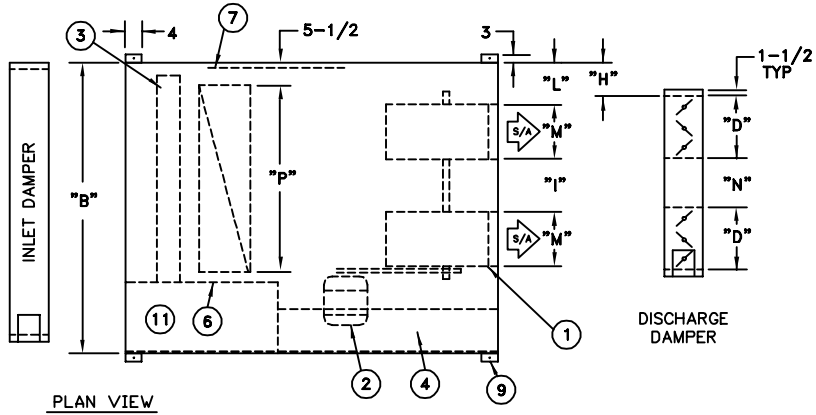 7
3
4
5-1/2
3
1-1/2
TYP
"L"
"H"
S/A
"M"
"D"
INLET DAMPER
"B"
"P"
"I"
"N"
S/A
"M"
"D"
11
6
1
2
4
9
DISCHARGE
DAMPER
PLAN VIEW